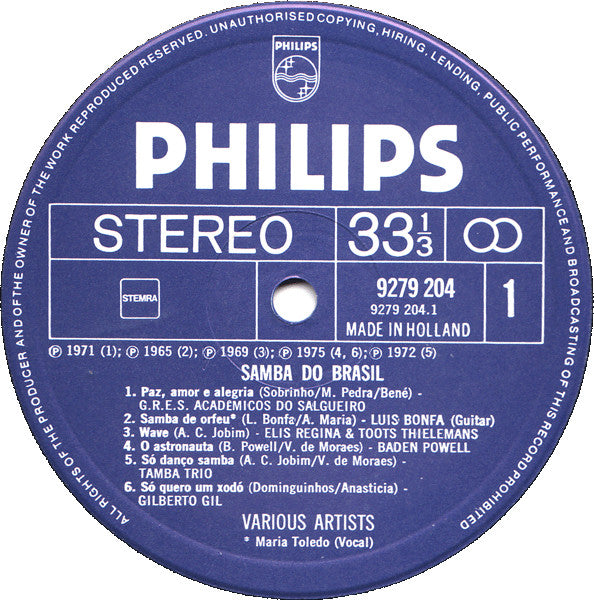 ALL RIGHTS OF THE PRODUCER AND OF THE OWNER OF THE WORK REPRODUCED RESERVED. UNAUTHORISED COPYING, HIRING, LENDING, PUBLIC PERFORMANCE AND BROADCASTING OF THIS RECORD PROHIBITED
PHILIPS
PHILIPS
STEREO 33 1/3
STEMRA
9279 204
9279 204.1
MADE IN HOLLAND
1
Ⓟ 1971 (1); Ⓟ 1965 (2); Ⓟ 1969 (3); Ⓟ 1975 (4, 6); Ⓟ 1972 (5)
SAMBA DO BRASIL
1. Paz, amor e alegria (Sobrinho/M. Pedra/Bené) -
G.R.E.S. ACADÊMICOS DO SALGUEIRO
2. Samba de orfeu* (L. Bonfa/A. Maria) - LUIS BONFA (Guitar)
3. Wave (A. C. Jobim) - ELIS REGINA & TOOTS THIELEMANS
4. O astronauta (B. Powell/V. de Moraes) - BADEN POWELL
5. Só danço samba (A. C. Jobim/V. de Moraes) -
TAMBA TRIO
6. Só quero um xodó (Dominguinhos/Anasticia) -
GILBERTO GIL
VARIOUS ARTISTS
* Maria Toledo (Vocal)